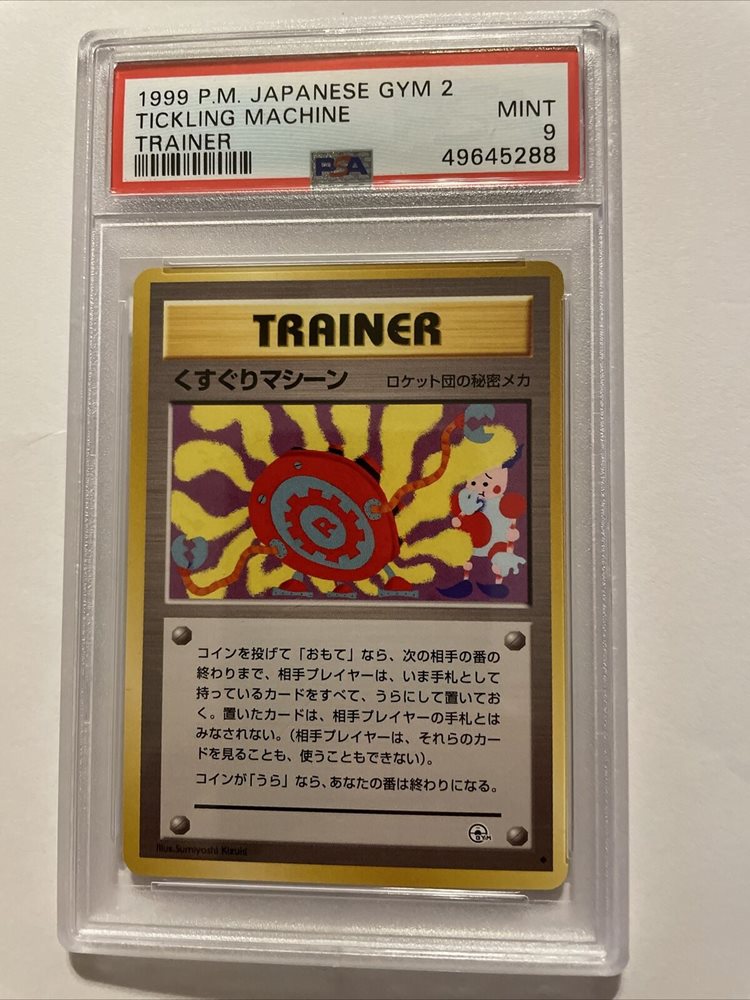 1999 P.M. JAPANESE GYM 2
TICKLING MACHINE
TRAINER
MINT
9
49645288
PSA
TRAINER
くすぐりマシーン
ロケット団の秘密メカ
R
コインを投げて「おもて」なら、次の相手の番の
終わりまで、相手プレイヤーは、いま手札として
持っているカードをすべて、うらにして置いてお
く。置いたカードは、相手プレイヤーの手札とは
みなされない。(相手プレイヤーは、それらのカー
ドを見ることも、使うこともできない)。
コインが「うら」なら、あなたの番は終わりになる。
GYM
Illus.Sumiyoshi Kizuki